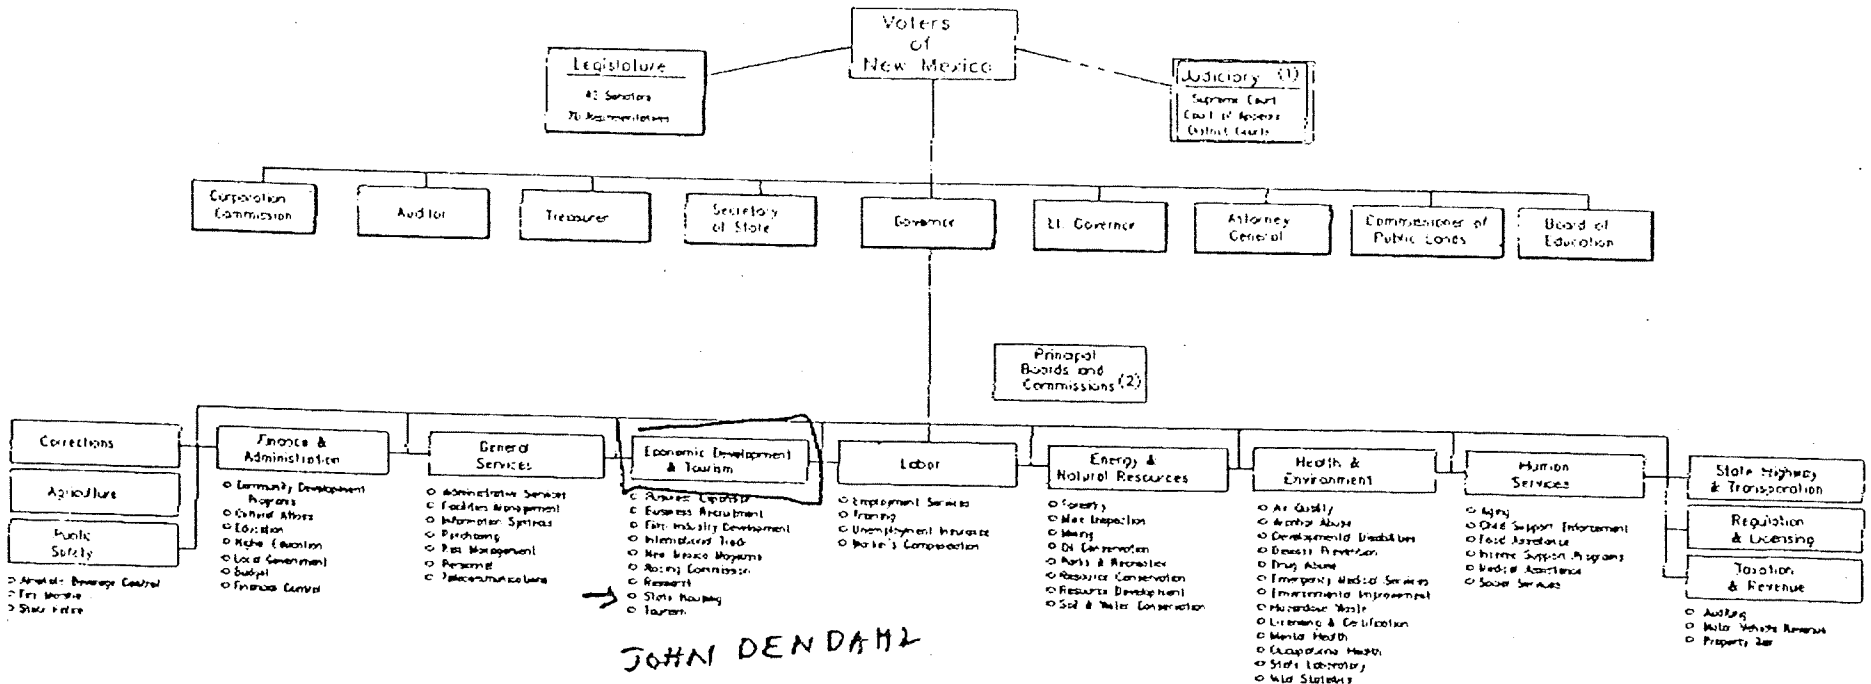 Voters
of
New Mexico
Legislature
42 Senators
70 Representatives
Judiciary (1)
Supreme Court
Court of Appeals
District Courts
Corporation
Commission
Auditor
Treasurer
Secretary
of State
Governor
Lt. Governor
Attorney
General
Commissioner of
Public Lands
Board of
Education
Principal
Boards and
Commissions (2)
Corrections
Agriculture
Public
Safety
State Police
Finance &
Administration
Community Development
Programs
Cultural Affairs
Education
Higher Education
Local Government
Budget
Financial Control
General
Services
Administrative Services
Facilities Management
Information Systems
Purchasing
Risk Management
Personnel
Telecommunications
Economic Development
& Tourism
Business Expansion
Business Recruitment
Film Industry Development
International Trade
New Mexico Magazine
Racing Commission
Research
State Housing
Tourism
JOHN DENDAHL
Labor
Employment Services
Training
Unemployment Insurance
Worker's Compensation
Energy &
Natural Resources
Forestry
Mine Inspection
Mining
Oil Conservation
Parks & Recreation
Resource Conservation
Resource Development
Soil & Water Conservation
Health &
Environment
Air Quality
Alcohol Abuse
Developmental Disabilities
Disease Prevention
Drug Abuse
Emergency Medical Services
Environmental Improvement
Hazardous Waste
Licensing & Certification
Mental Health
Occupational Health
State Laboratory
Vital Statistics
Human
Services
Aging
Child Support Enforcement
Food Assistance
Income Support Programs
Medical Assistance
Social Services
State Highway
& Transporation
Regulation
& Licensing
Taxation
& Revenue
Auditing
Motor Vehicle Revenue
Property Tax